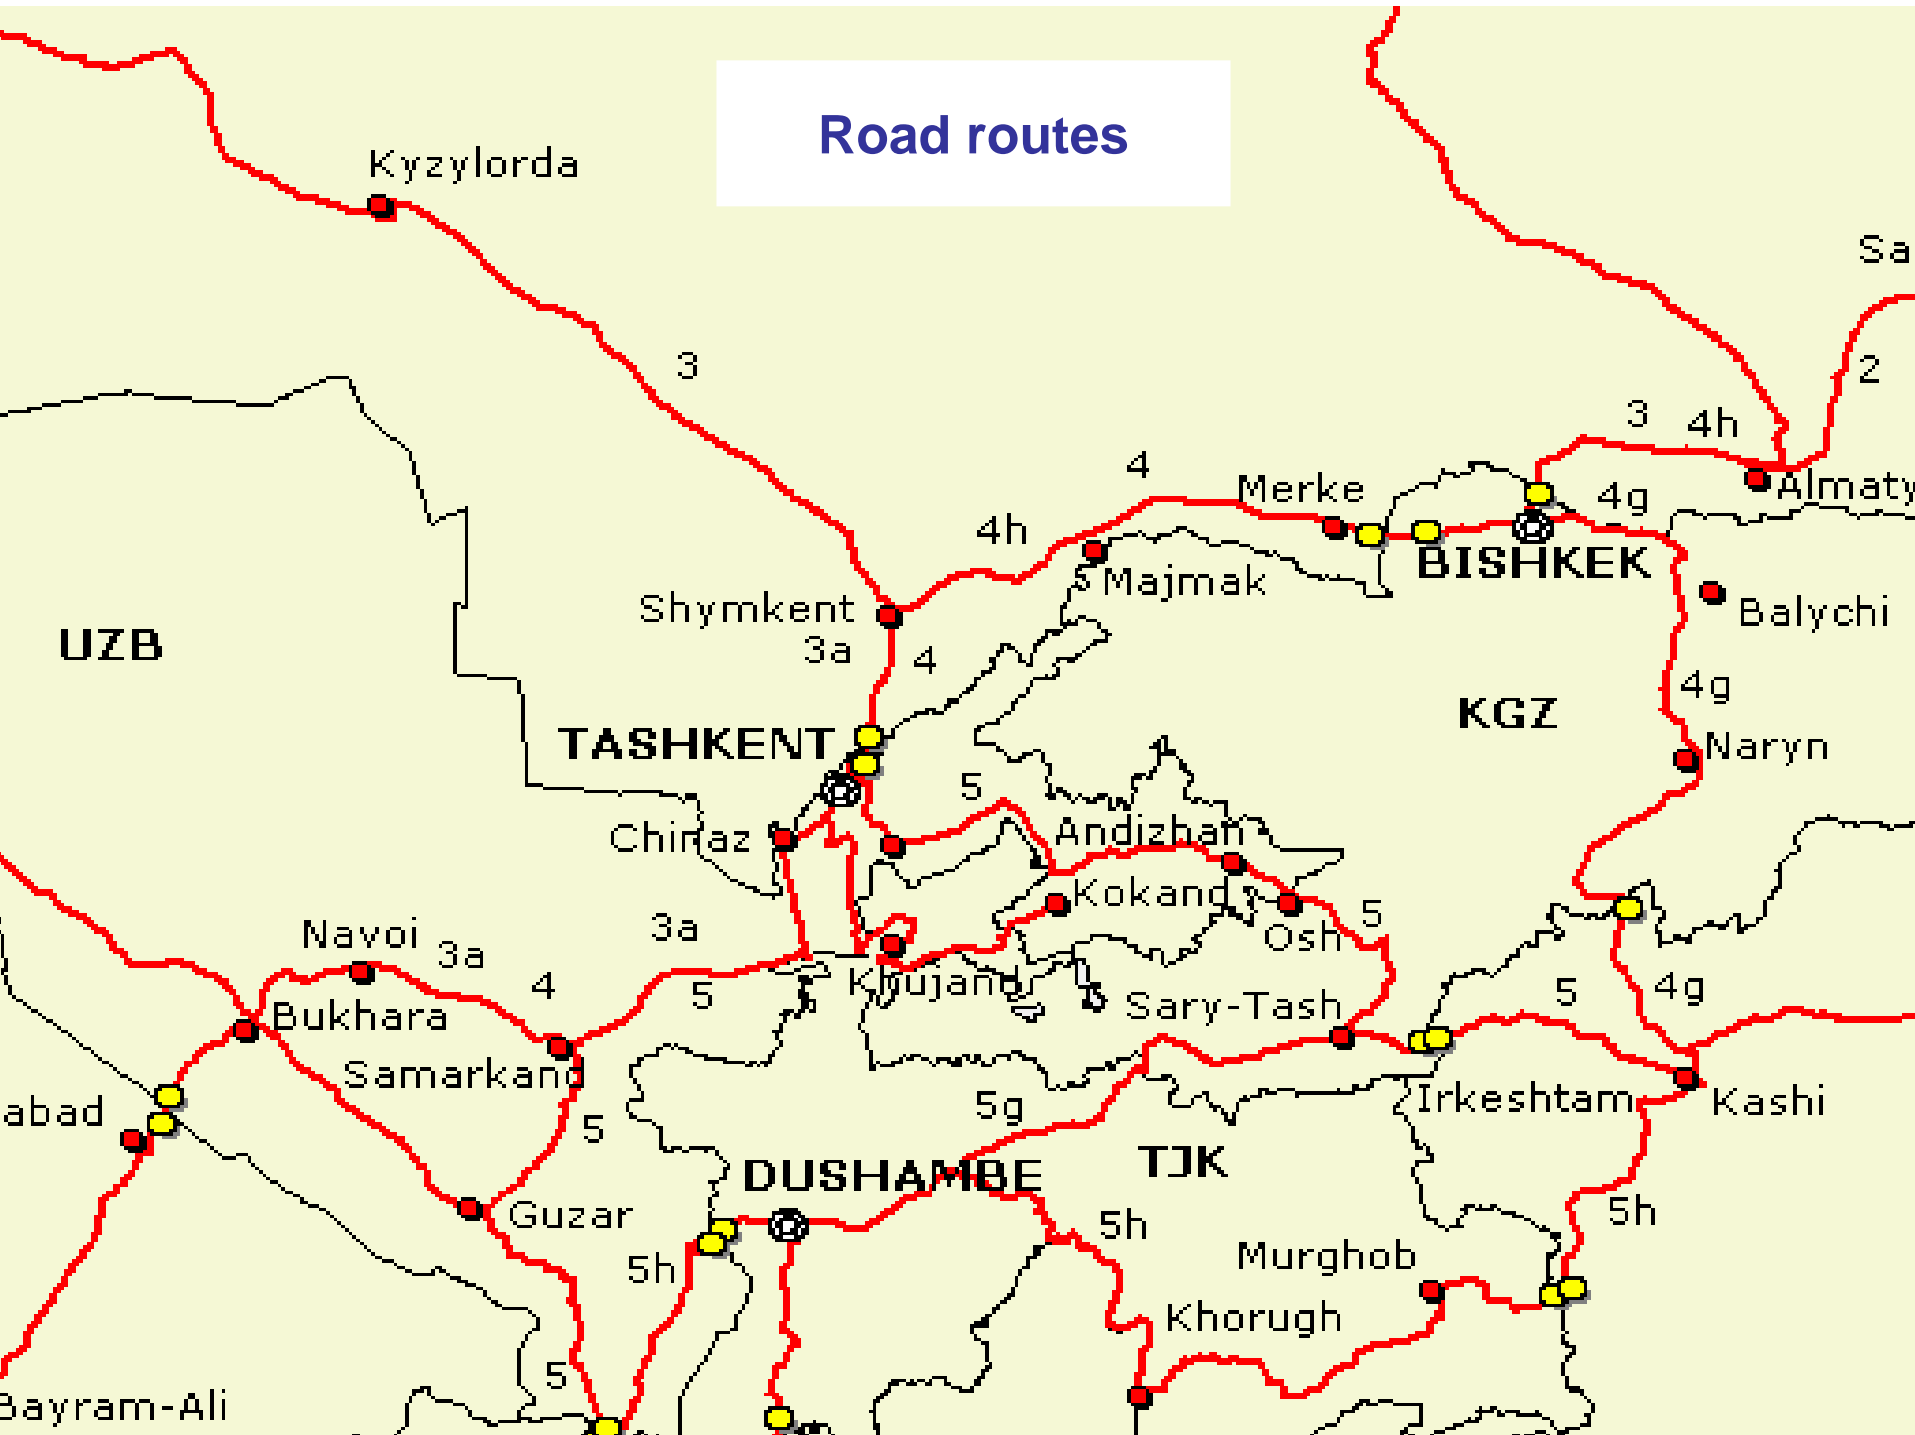 Road routes
Kyzylorda
Sa
3
2
3
4h
4
Merke
4g
Almaty
4h
BISHKEK
Majmak
Shymkent
Balychi
UZB
3a
4
4g
KGZ
TASHKENT
Naryn
5
Chinaz
Andizhan
Kokand
3a
5
Navoi
3a
Osh
4
5
Khujand
Sary-Tash
5
4g
Bukhara
Samarkand
abad
5g
Irkeshtam
Kashi
5
TJK
DUSHAMBE
Guzar
5h
5h
5h
Murghob
Khorugh
5
Bayram-Ali